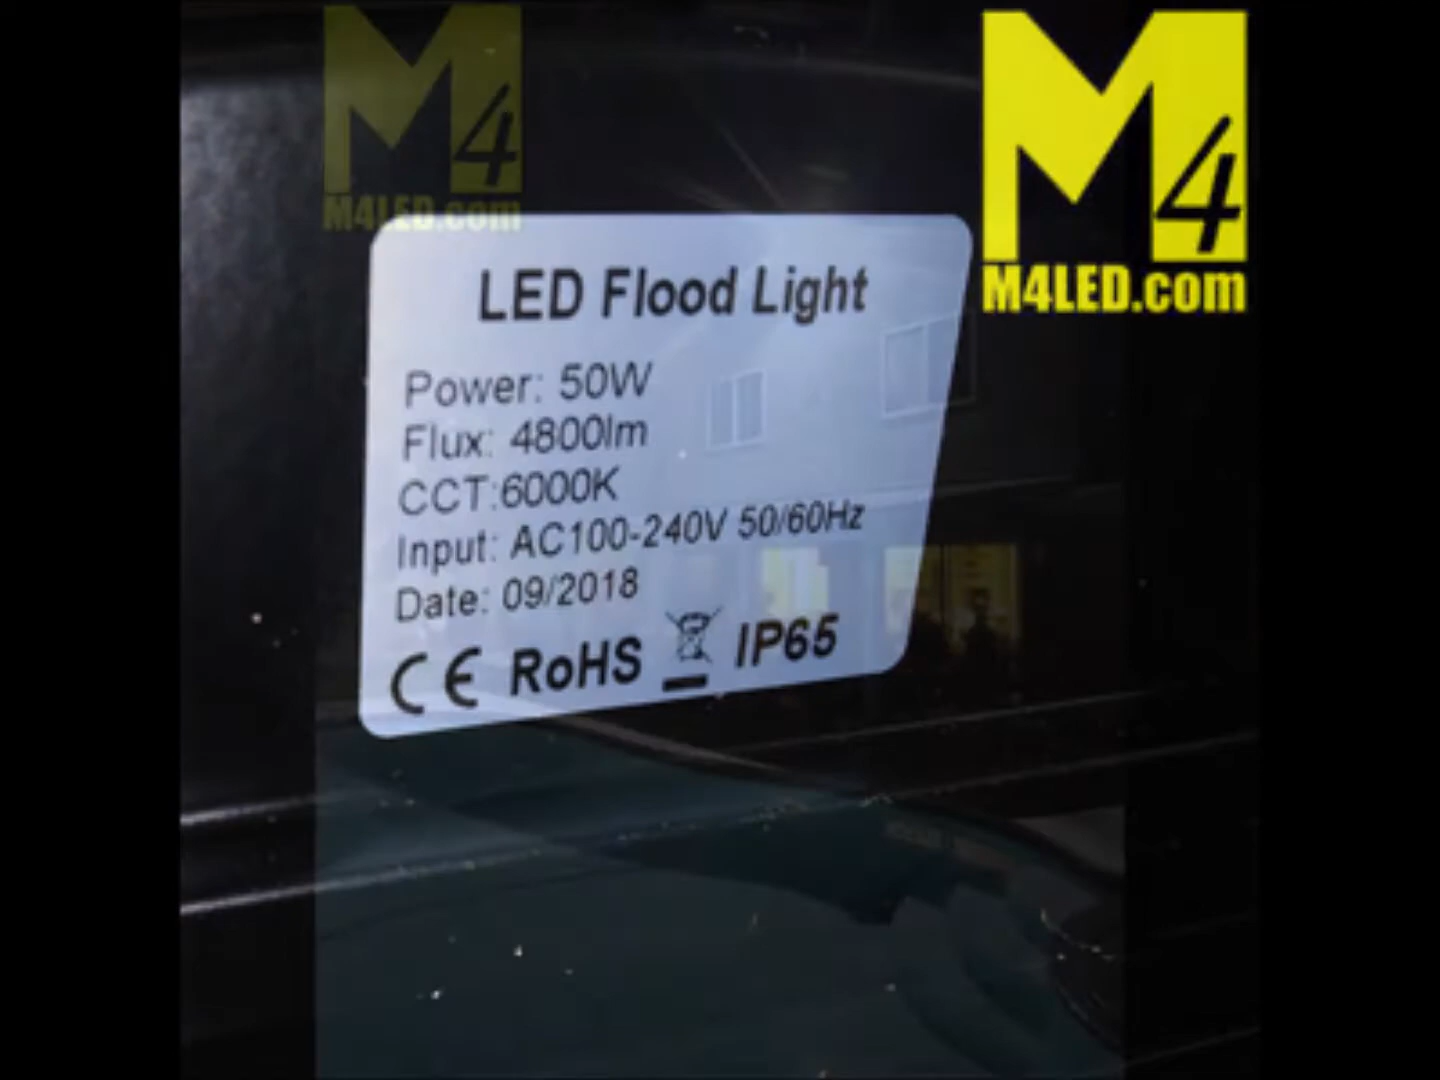 M4
M4LED.com
M4
M4LED.com
LED Flood Light
Power: 50W
Flux: 4800lm
CCT:6000K
Input: AC100-240V 50/60Hz
Date: 09/2018
CE RoHS IP65